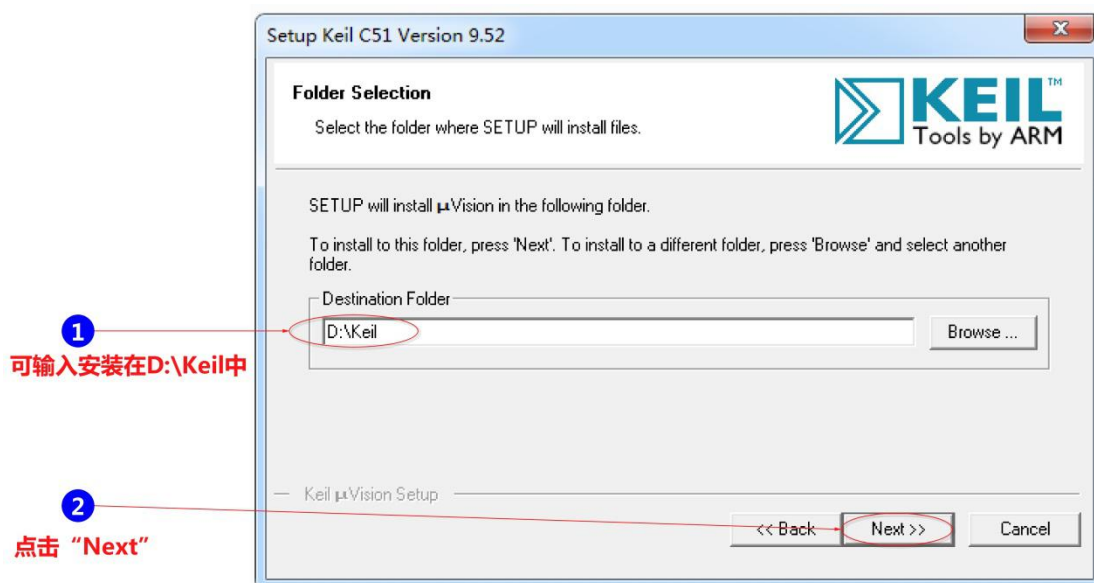 Setup Keil C51 Version 9.52
Folder Selection
Select the folder where SETUP will install files.
KEIL™
Tools by ARM
SETUP will install µVision in the following folder.
To install to this folder, press 'Next'. To install to a different folder, press 'Browse' and select another
folder.
Destination Folder
D:\Keil
Browse ...
1
可输入安装在D:\Keil中
Keil µVision Setup
2
点击“Next”
<< Back
Next >>
Cancel